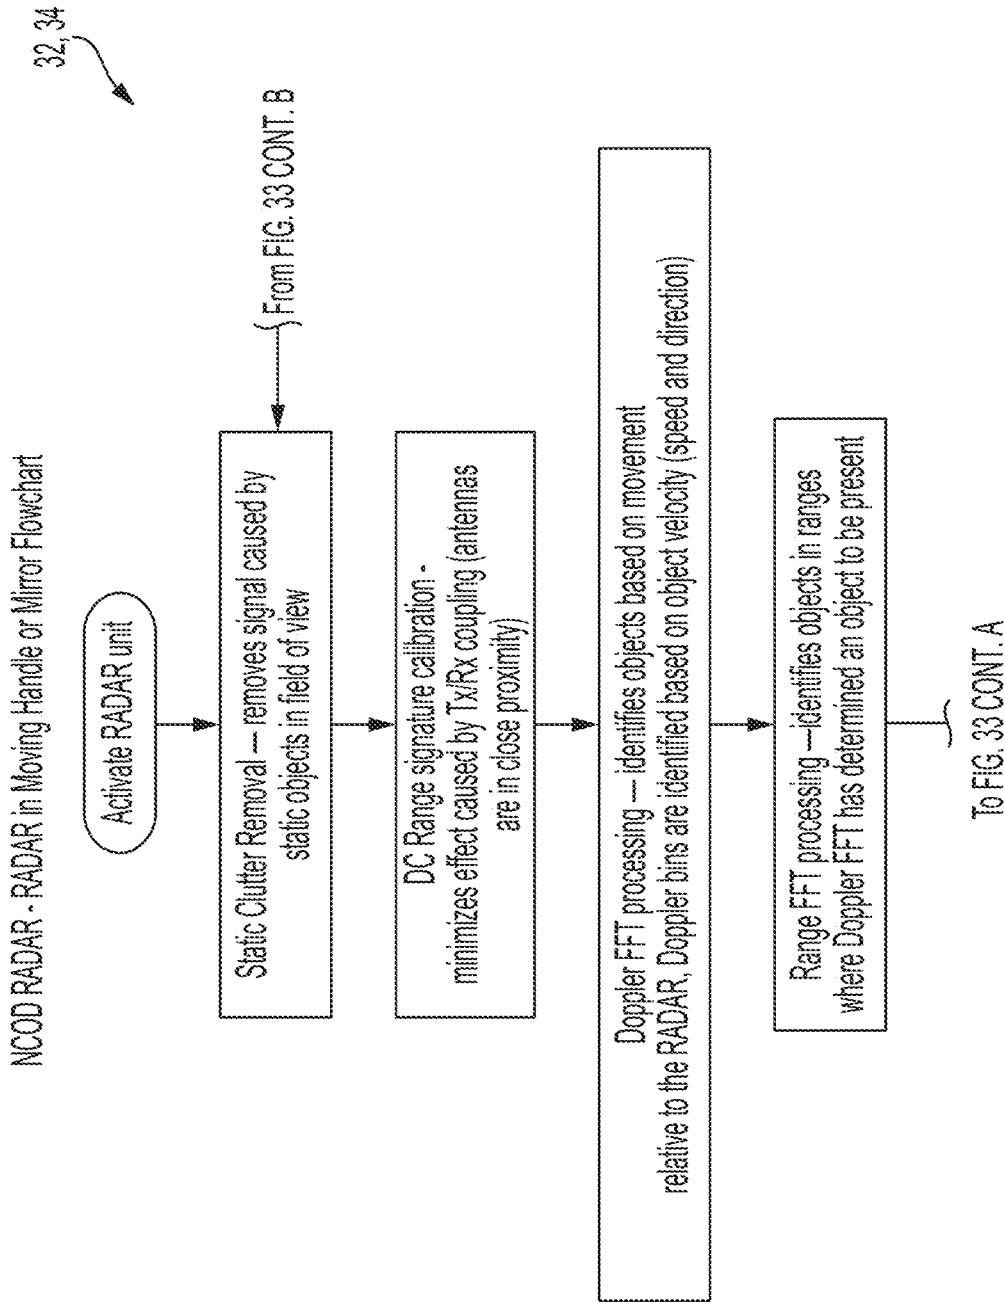 32, 34
NCOD RADAR - RADAR in Moving Handle or Mirror Flowchart
Activate RADAR unit
From FIG. 33 CONT. B
Static Clutter Removal — removes signal caused by
static objects in field of view
DC Range signature calibration -
minimizes effect caused by Tx/Rx coupling (antennas
are in close proximity)
Doppler FFT processing — identifies objects based on movement
relative to the RADAR, Doppler bins are identified based on object velocity (speed and direction)
Range FFT processing —identifies objects in ranges
where Doppler FFT has determined an object to be present
To FIG. 33 CONT. A